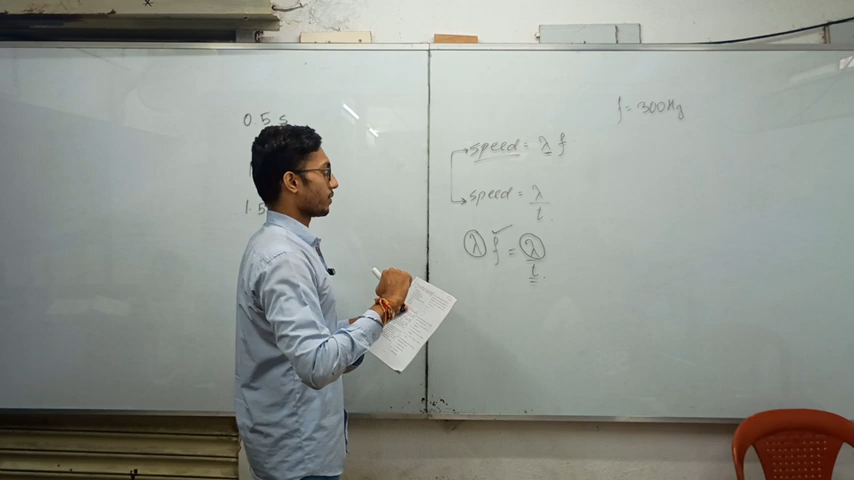 0.5 s
1.5
f = 300Hz
speed = λ f
speed = λ/t
λ f = λ/t